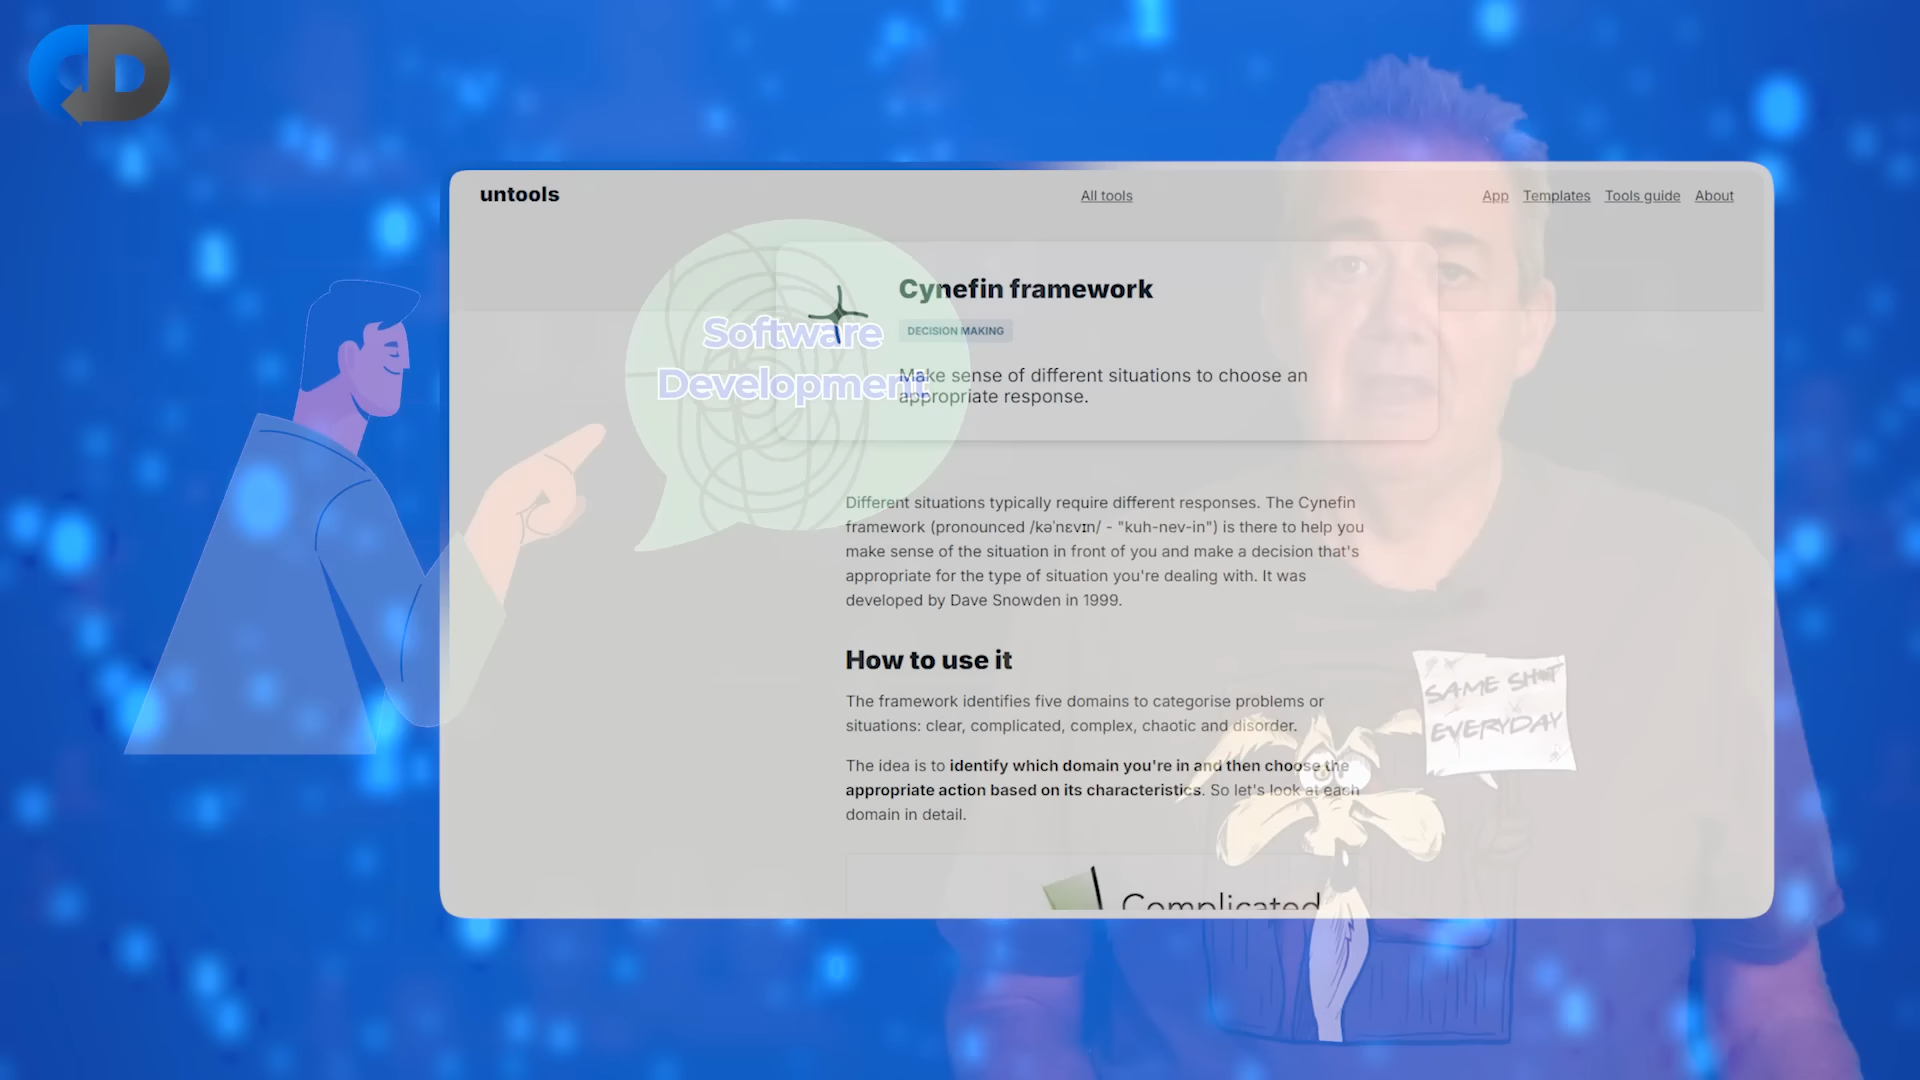 untools
All tools
App Templates Tools guide About
Cynefin framework
DECISION MAKING
Make sense of different situations to choose an
appropriate response.
Software
Development
Different situations typically require different responses. The Cynefin
framework (pronounced /kəˈnɛvɪn/ - "kuh-nev-in") is there to help you
make sense of the situation in front of you and make a decision that's
appropriate for the type of situation you're dealing with. It was
developed by Dave Snowden in 1999.
How to use it
The framework identifies five domains to categorise problems or
situations: clear, complicated, complex, chaotic and disorder.
The idea is to identify which domain you're in and then choose the
appropriate action based on its characteristics. So let's look at each
domain in detail.
Complicated
SAME SH*T
EVERYDAY